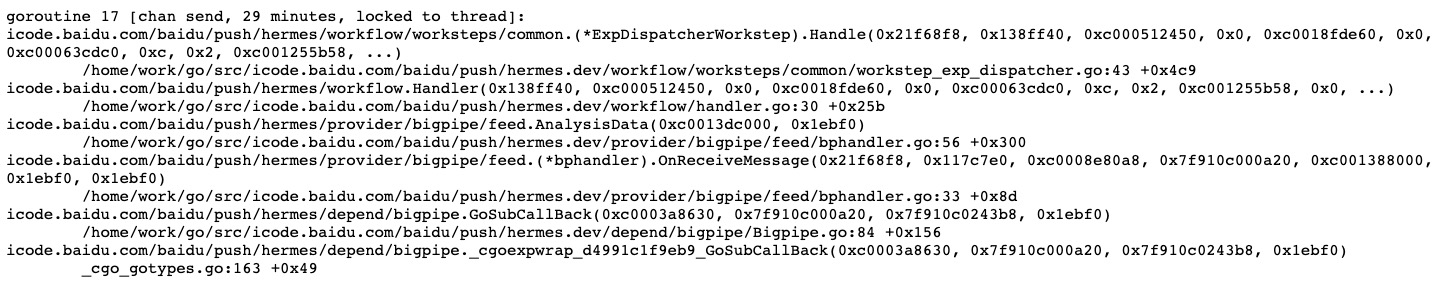 goroutine 17 [chan send, 29 minutes, locked to thread]:
icode.baidu.com/baidu/push/hermes/workflow/worksteps/common.(*ExpDispatcherWorkstep).Handle(0x21f68f8, 0x138ff40, 0xc000512450, 0x0, 0xc0018fde60, 0x0,
0xc00063cdc0, 0xc, 0x2, 0xc001255b58, ...)
        /home/work/go/src/icode.baidu.com/baidu/push/hermes.dev/workflow/worksteps/common/workstep_exp_dispatcher.go:43 +0x4c9
icode.baidu.com/baidu/push/hermes/workflow.Handler(0x138ff40, 0xc000512450, 0x0, 0xc0018fde60, 0x0, 0xc00063cdc0, 0xc, 0x2, 0xc001255b58, 0x0, ...)
        /home/work/go/src/icode.baidu.com/baidu/push/hermes.dev/workflow/handler.go:30 +0x25b
icode.baidu.com/baidu/push/hermes/provider/bigpipe/feed.AnalysisData(0xc0013dc000, 0x1ebf0)
        /home/work/go/src/icode.baidu.com/baidu/push/hermes.dev/provider/bigpipe/feed/bphandler.go:56 +0x300
icode.baidu.com/baidu/push/hermes/provider/bigpipe/feed.(*bphandler).OnReceiveMessage(0x21f68f8, 0x117c7e0, 0xc0008e80a8, 0x7f910c000a20, 0xc001388000,
0x1ebf0, 0x1ebf0)
        /home/work/go/src/icode.baidu.com/baidu/push/hermes.dev/provider/bigpipe/feed/bphandler.go:33 +0x8d
icode.baidu.com/baidu/push/hermes/depend/bigpipe.GoSubCallBack(0xc0003a8630, 0x7f910c000a20, 0x7f910c0243b8, 0x1ebf0)
        /home/work/go/src/icode.baidu.com/baidu/push/hermes.dev/depend/bigpipe/Bigpipe.go:84 +0x156
icode.baidu.com/baidu/push/hermes/depend/bigpipe._cgoexpwrap_d4991c1f9eb9_GoSubCallBack(0xc0003a8630, 0x7f910c000a20, 0x7f910c0243b8, 0x1ebf0)
        _cgo_gotypes.go:163 +0x49